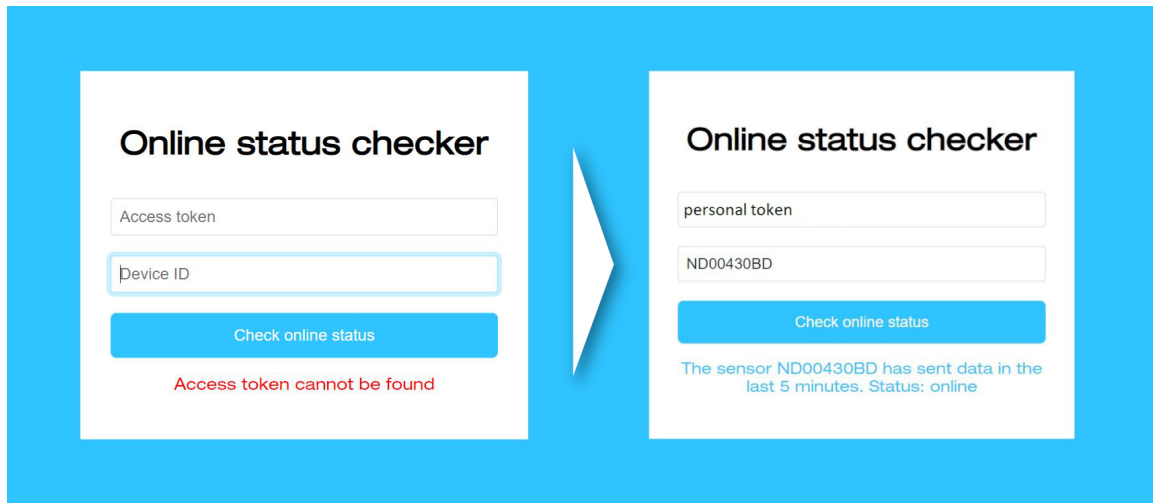 Online status checker
Access token
Device ID
Check online status
Access token cannot be found
Online status checker
personal token
ND00430BD
Check online status
The sensor ND00430BD has sent data in the
last 5 minutes. Status: online